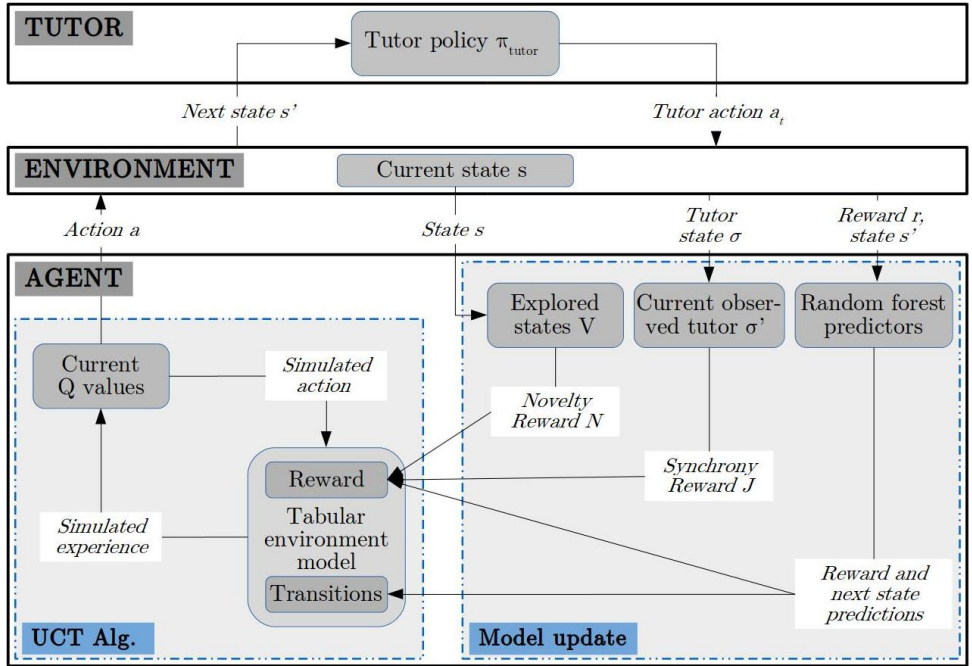 TUTOR
Tutor policy π_tutor
Next state s’
Tutor action a_t
ENVIRONMENT
Current state s
Action a
State s
Tutor
state σ
Reward r,
state s’
AGENT
Explored
states V
Current obser-
ved tutor σ’
Random forest
predictors
Current
Q values
Simulated
action
Novelty
Reward N
Reward
Synchrony
Reward J
Simulated
experience
Tabular
environment
model
Transitions
Reward and
next state
predictions
UCT Alg.
Model update